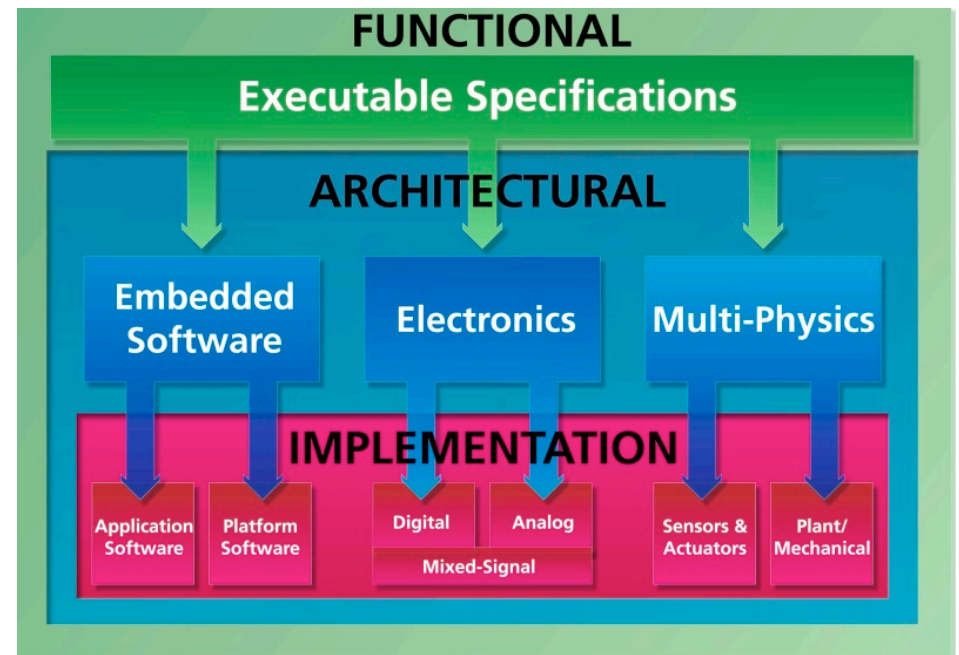 FUNCTIONAL
Executable Specifications
ARCHITECTURAL
Embedded
Software
Electronics
Multi-Physics
IMPLEMENTATION
Application
Software
Platform
Software
Digital
Analog
Mixed-Signal
Sensors &
Actuators
Plant/
Mechanical